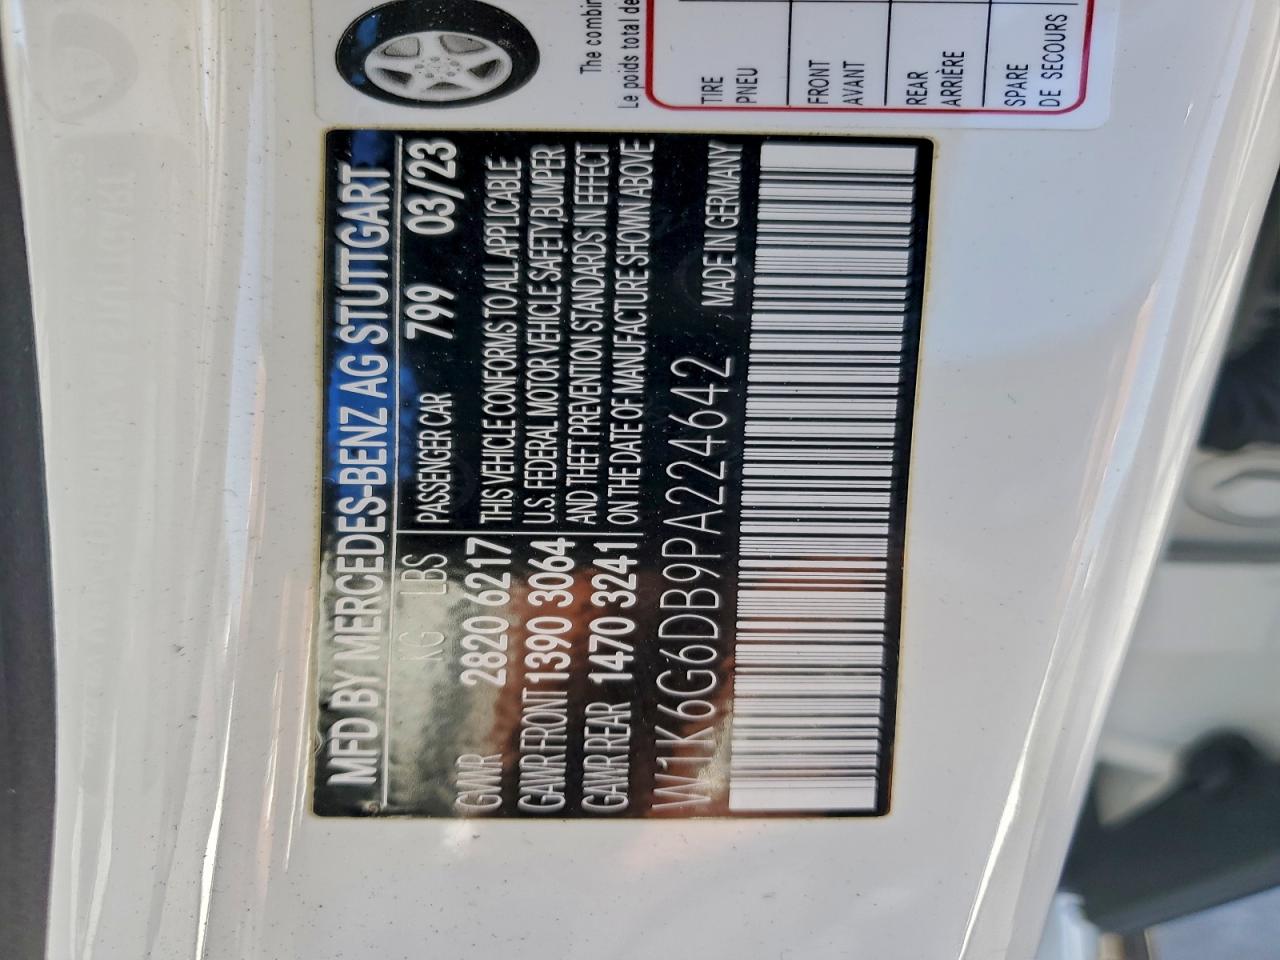 MFD BY MERCEDES-BENZ AG STUTTGART
KG LBS
GWR 2820 6217
GAWR FRONT 1390 3064
GAWR REAR 1470 3241
PASSENGER CAR 799 03/23
THIS VEHICLE CONFORMS TO ALL APPLICABLE
U.S. FEDERAL MOTOR VEHICLE SAFETY,BUMPER
AND THEFT PREVENTION STANDARDS IN EFFECT
ON THE DATE OF MANUFACTURE SHOWN ABOVE
W1K6G6DB9PA224642 MADE IN GERMANY
The combin
Le poids total de
TIRE
PNEU
FRONT
AVANT
REAR
ARRIÈRE
SPARE
DE SECOURS